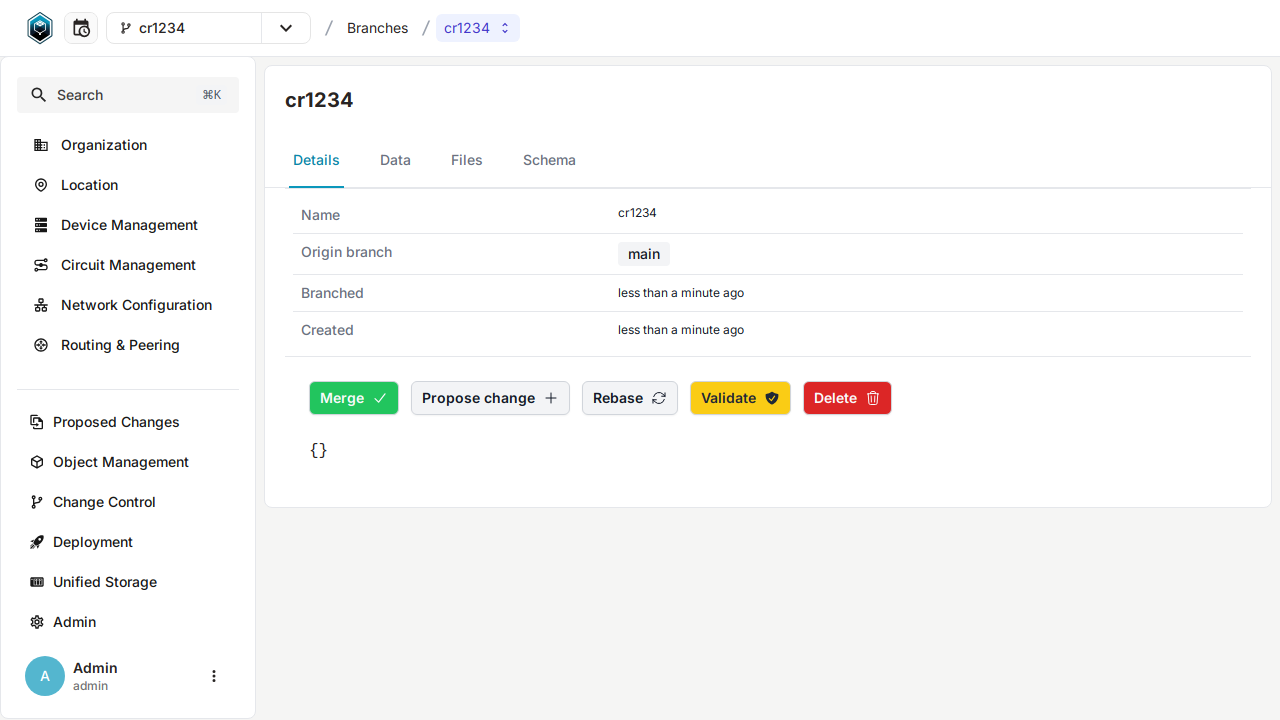 cr1234 / Branches / cr1234
Search ⌘K
Organization
Location
Device Management
Circuit Management
Network Configuration
Routing & Peering
Proposed Changes
Object Management
Change Control
Deployment
Unified Storage
Admin
A
Admin
admin
cr1234
Details Data Files Schema
Name cr1234
Origin branch main
Branched less than a minute ago
Created less than a minute ago
Merge Propose change Rebase Validate Delete
{}